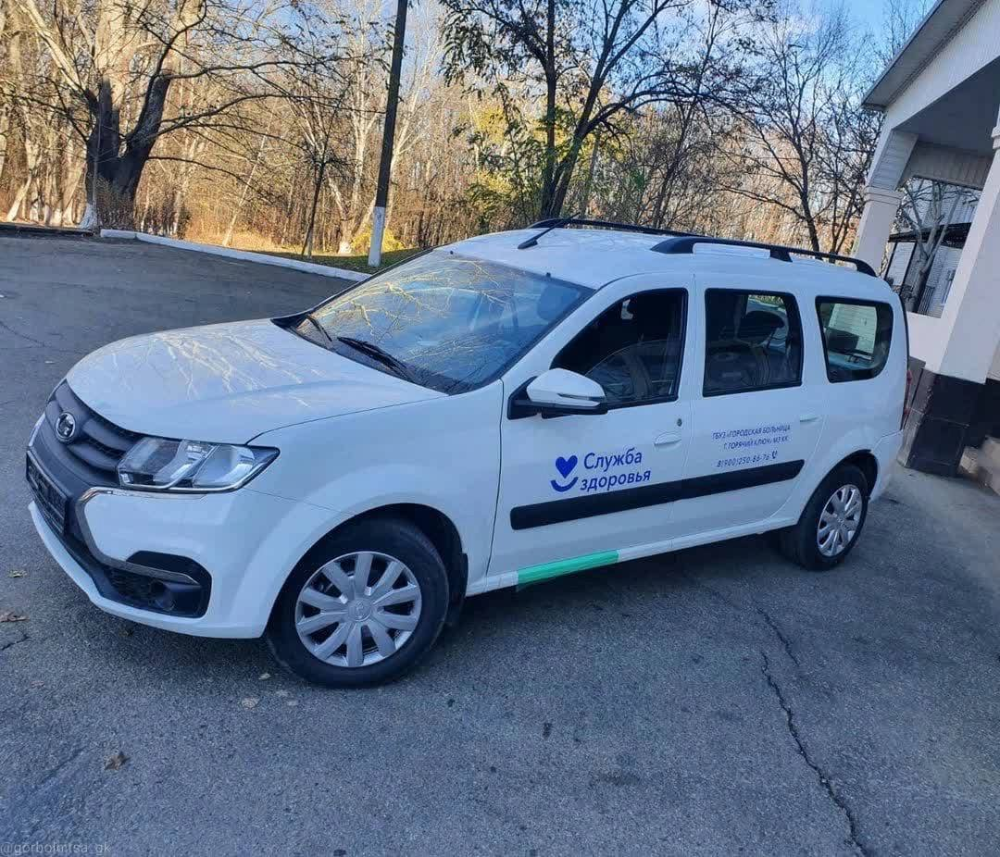 Служба
здоровья
ГБУЗ «ГОРОДСКАЯ БОЛЬНИЦА
Г. ГОРЯЧИЙ КЛЮЧ» МЗ КК
8(900)250-86-76
@gorbolnitsa_gk